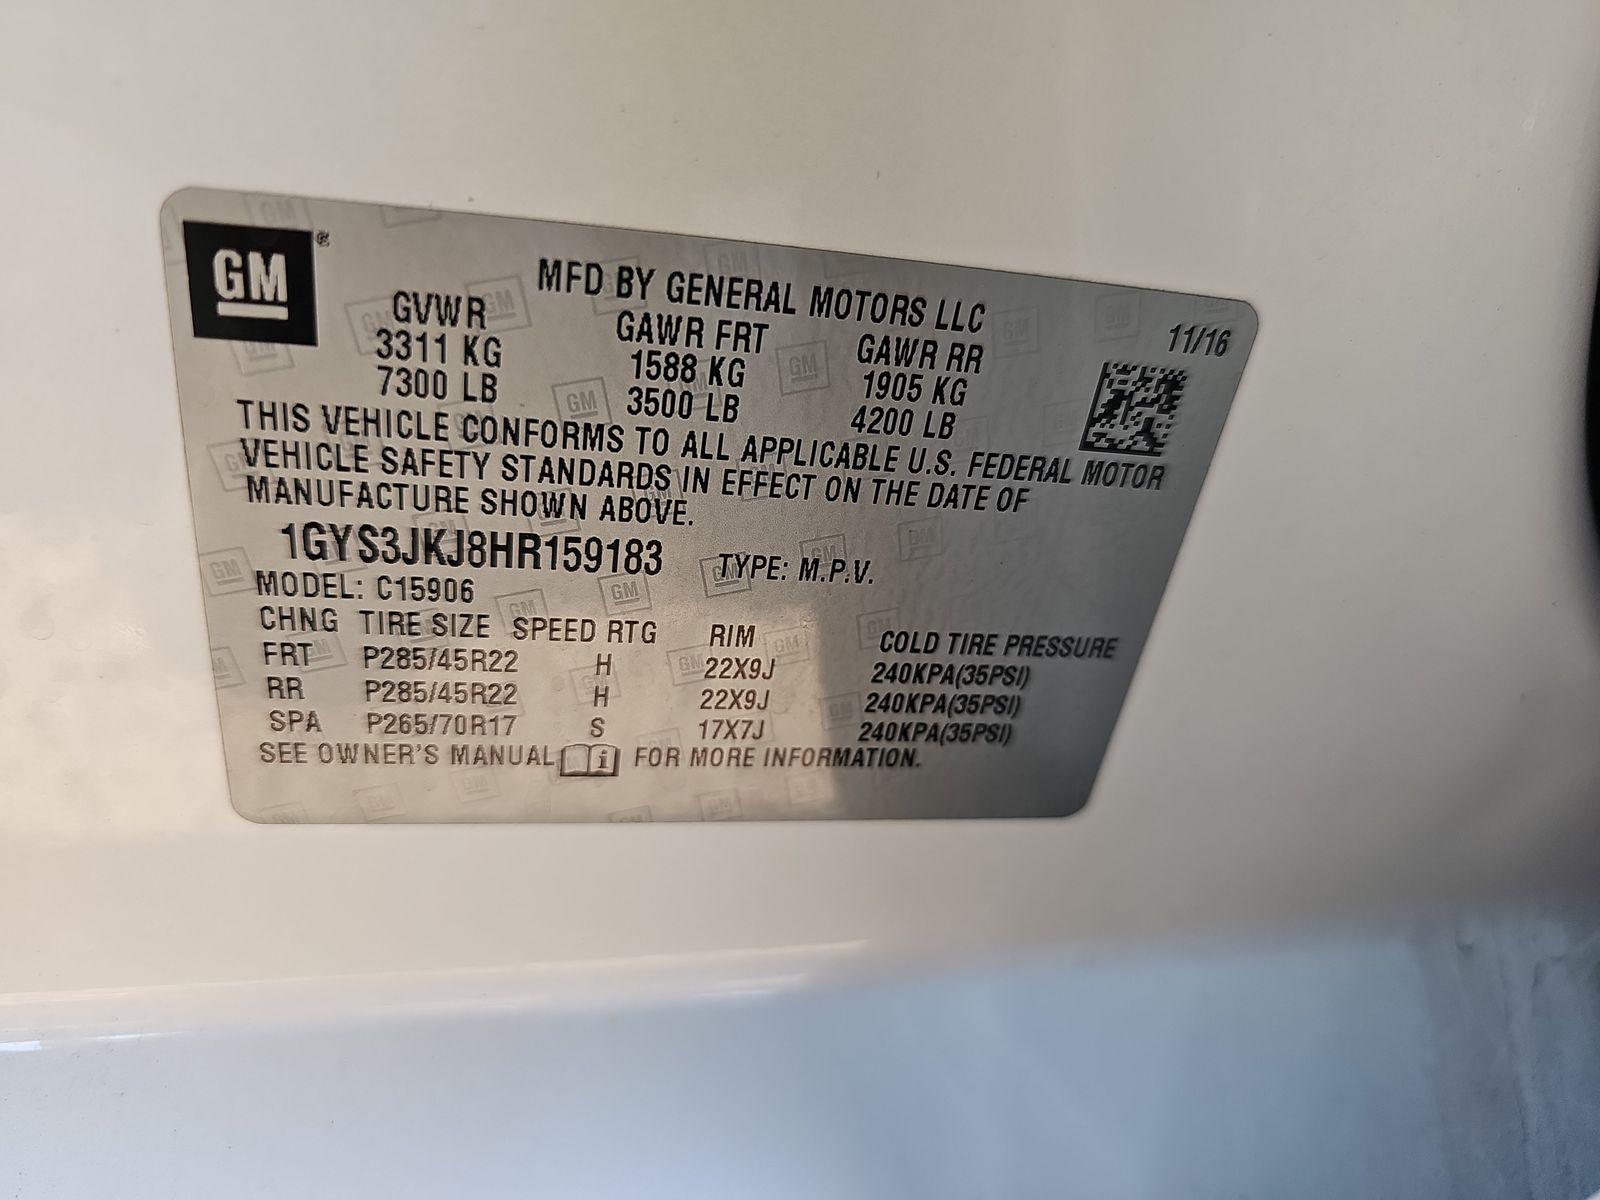 GM ®
MFD BY GENERAL MOTORS LLC
11/16
GVWR GAWR FRT GAWR RR
3311 KG 1588 KG 1905 KG
7300 LB 3500 LB 4200 LB
THIS VEHICLE CONFORMS TO ALL APPLICABLE U.S. FEDERAL MOTOR
VEHICLE SAFETY STANDARDS IN EFFECT ON THE DATE OF
MANUFACTURE SHOWN ABOVE.
1GYS3JKJ8HR159183 TYPE: M.P.V.
MODEL: C15906
CHNG TIRE SIZE SPEED RTG RIM COLD TIRE PRESSURE
FRT P285/45R22 H 22X9J 240KPA(35PSI)
RR P285/45R22 H 22X9J 240KPA(35PSI)
SPA P265/70R17 S 17X7J 240KPA(35PSI)
SEE OWNER'S MANUAL i FOR MORE INFORMATION.